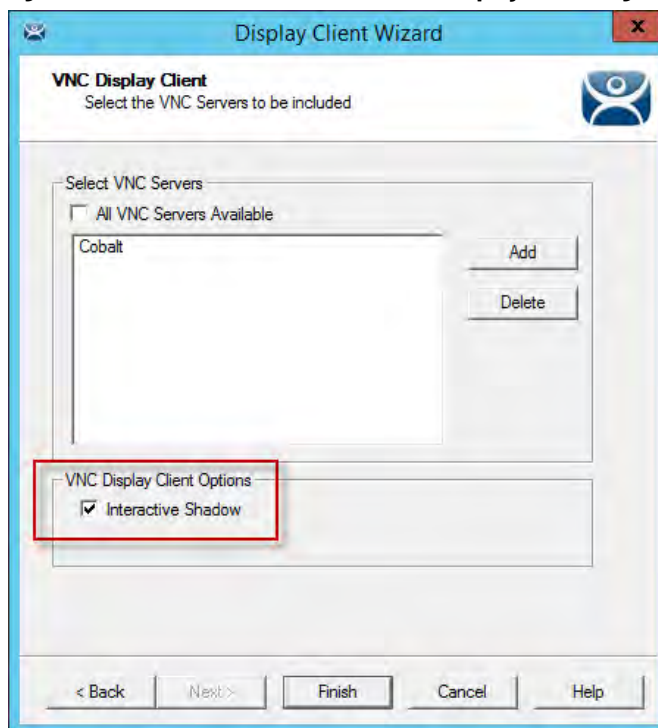 Display Client Wizard
x
VNC Display Client
Select the VNC Servers to be included
Select VNC Servers
All VNC Servers Available
Cobalt
Add
Delete
VNC Display Client Options
Interactive Shadow
< Back Next > Finish Cancel Help